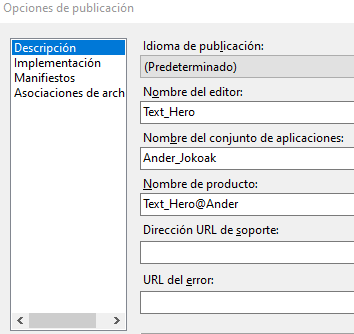 Opciones de publicación
Descripción
Implementación
Manifiestos
Asociaciones de arch
Idioma de publicación:
(Predeterminado)
Nombre del editor:
Text_Hero
Nombre del conjunto de aplicaciones:
Ander_Jokoak
Nombre de producto:
Text_Hero@Ander
Dirección URL de soporte:
URL del error: